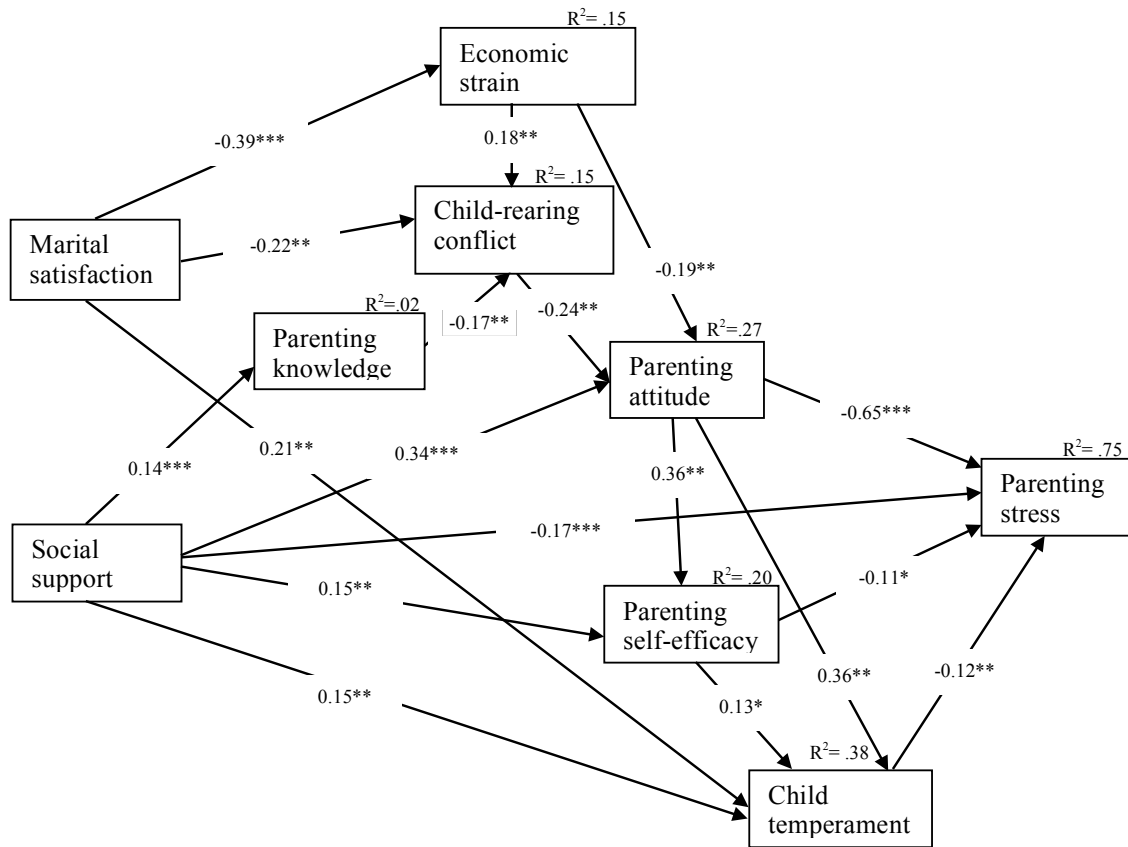 R²= .15
Economic
strain
-0.39***
0.18**
R²= .15
Child-rearing
conflict
Marital
satisfaction
-0.22**
-0.19**
R²=.02
-0.17**
-0.24**
R²=.27
Parenting
knowledge
Parenting
attitude
-0.65***
0.21**
0.34***
0.14***
0.36**
R²= .75
Parenting
stress
Social
support
-0.17***
R²= .20
-0.11*
0.15**
Parenting
self-efficacy
0.36**
-0.12**
0.15**
0.13*
R²= .38
Child
temperament